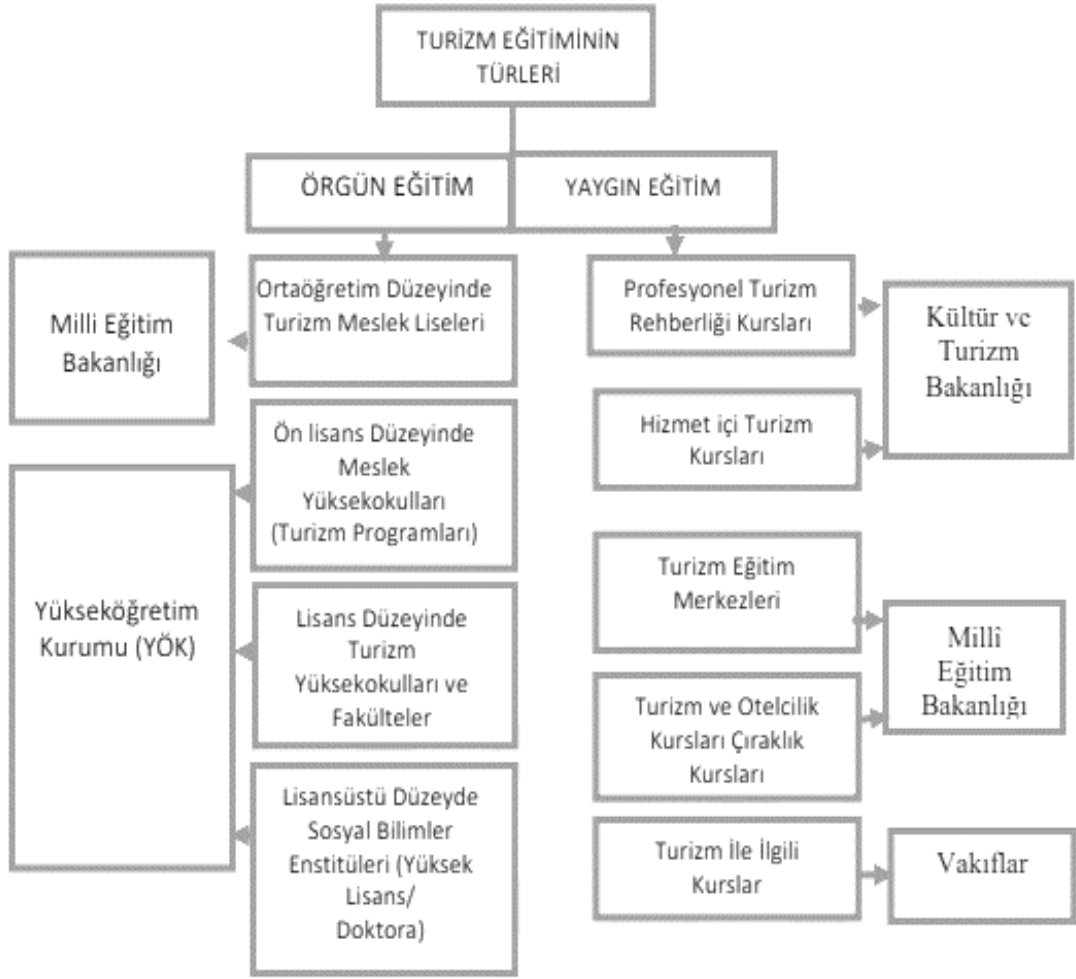 TURİZM EĞİTİMİNİN
TÜRLERİ
ÖRGÜN EĞİTİM
YAYGIN EĞİTİM
Milli Eğitim
Bakanlığı
Ortaöğretim Düzeyinde
Turizm Meslek Liseleri
Ön lisans Düzeyinde
Meslek
Yüksekokulları
(Turizm Programları)
Yükseköğretim
Kurumu (YÖK)
Lisans Düzeyinde
Turizm
Yüksekokulları ve
Fakülteler
Lisansüstü Düzeyde
Sosyal Bilimler
Enstitüleri (Yüksek
Lisans/
Doktora)
Profesyonel Turizm
Rehberliği Kursları
Hizmet içi Turizm
Kursları
Kültür ve
Turizm
Bakanlığı
Turizm Eğitim
Merkezleri
Turizm ve Otelcilik
Kursları Çıraklık
Kursları
Millî
Eğitim
Bakanlığı
Turizm İle İlgili
Kurslar
Vakıflar